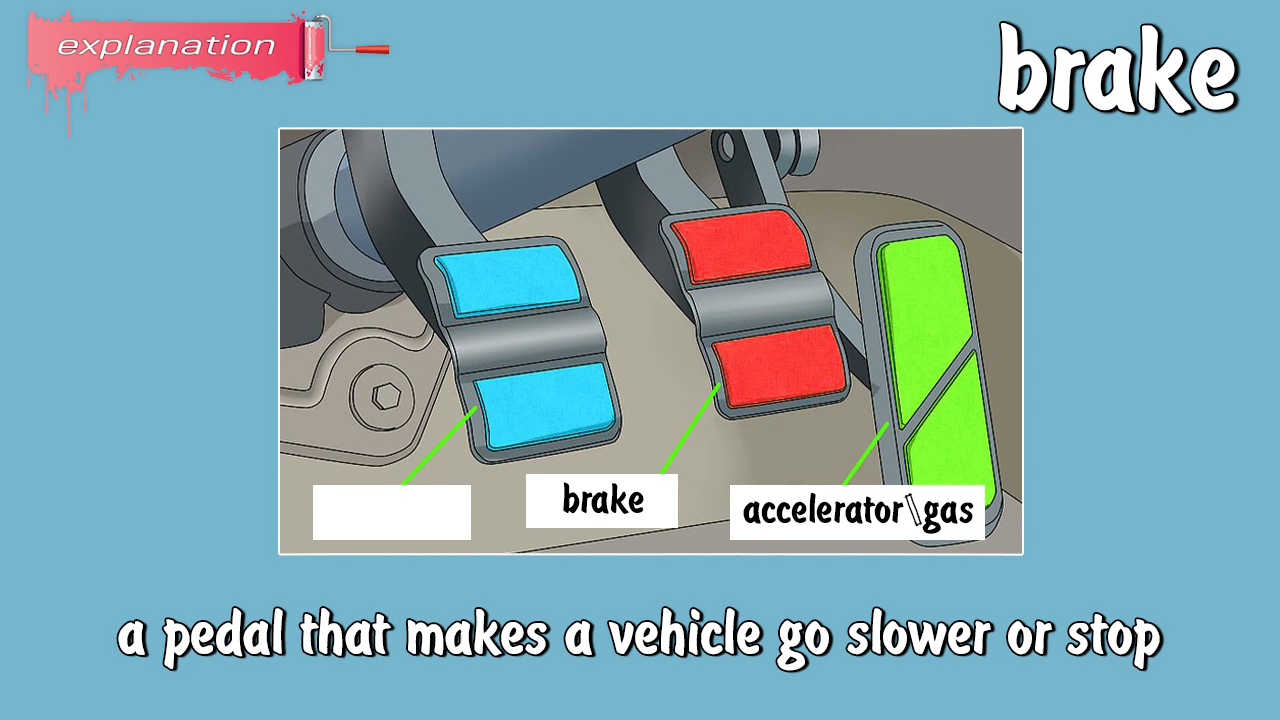 explanation
brake
brake
accelerator\gas
a pedal that makes a vehicle go slower or stop